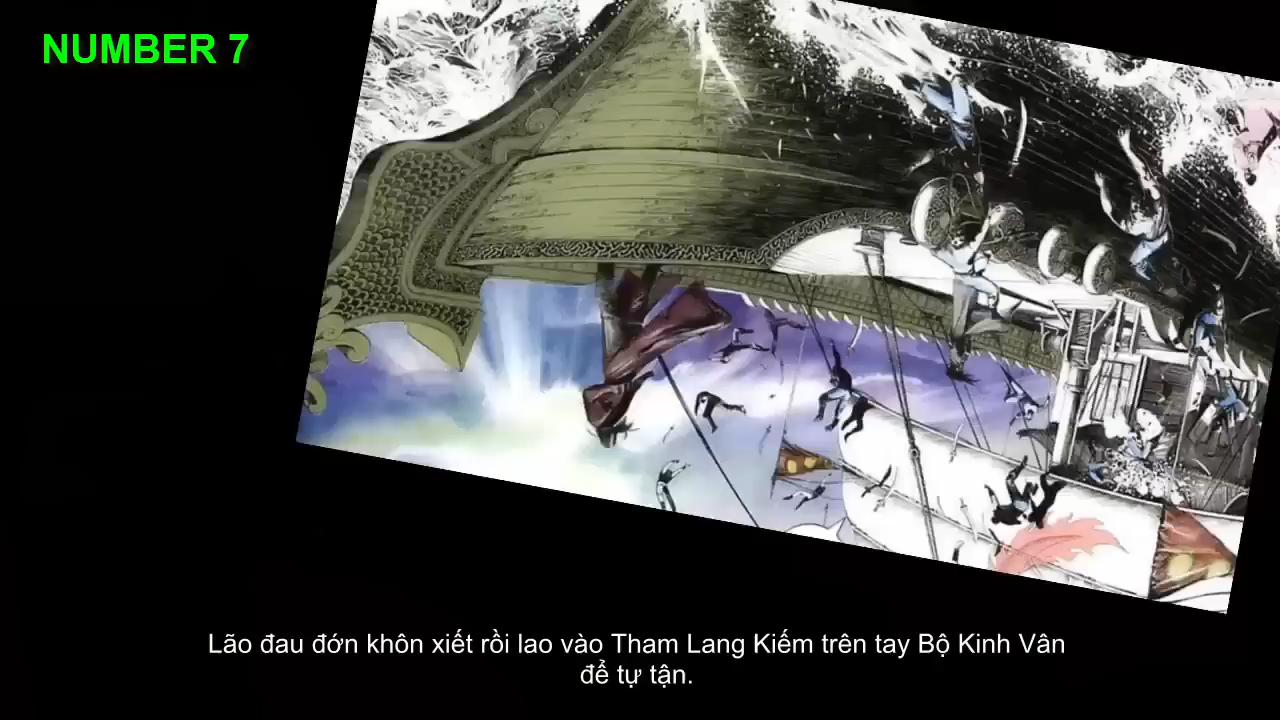 NUMBER 7
Lão đau đớn khôn xiết rồi lao vào Tham Lang Kiếm trên tay Bộ Kinh Vân
để tự tận.